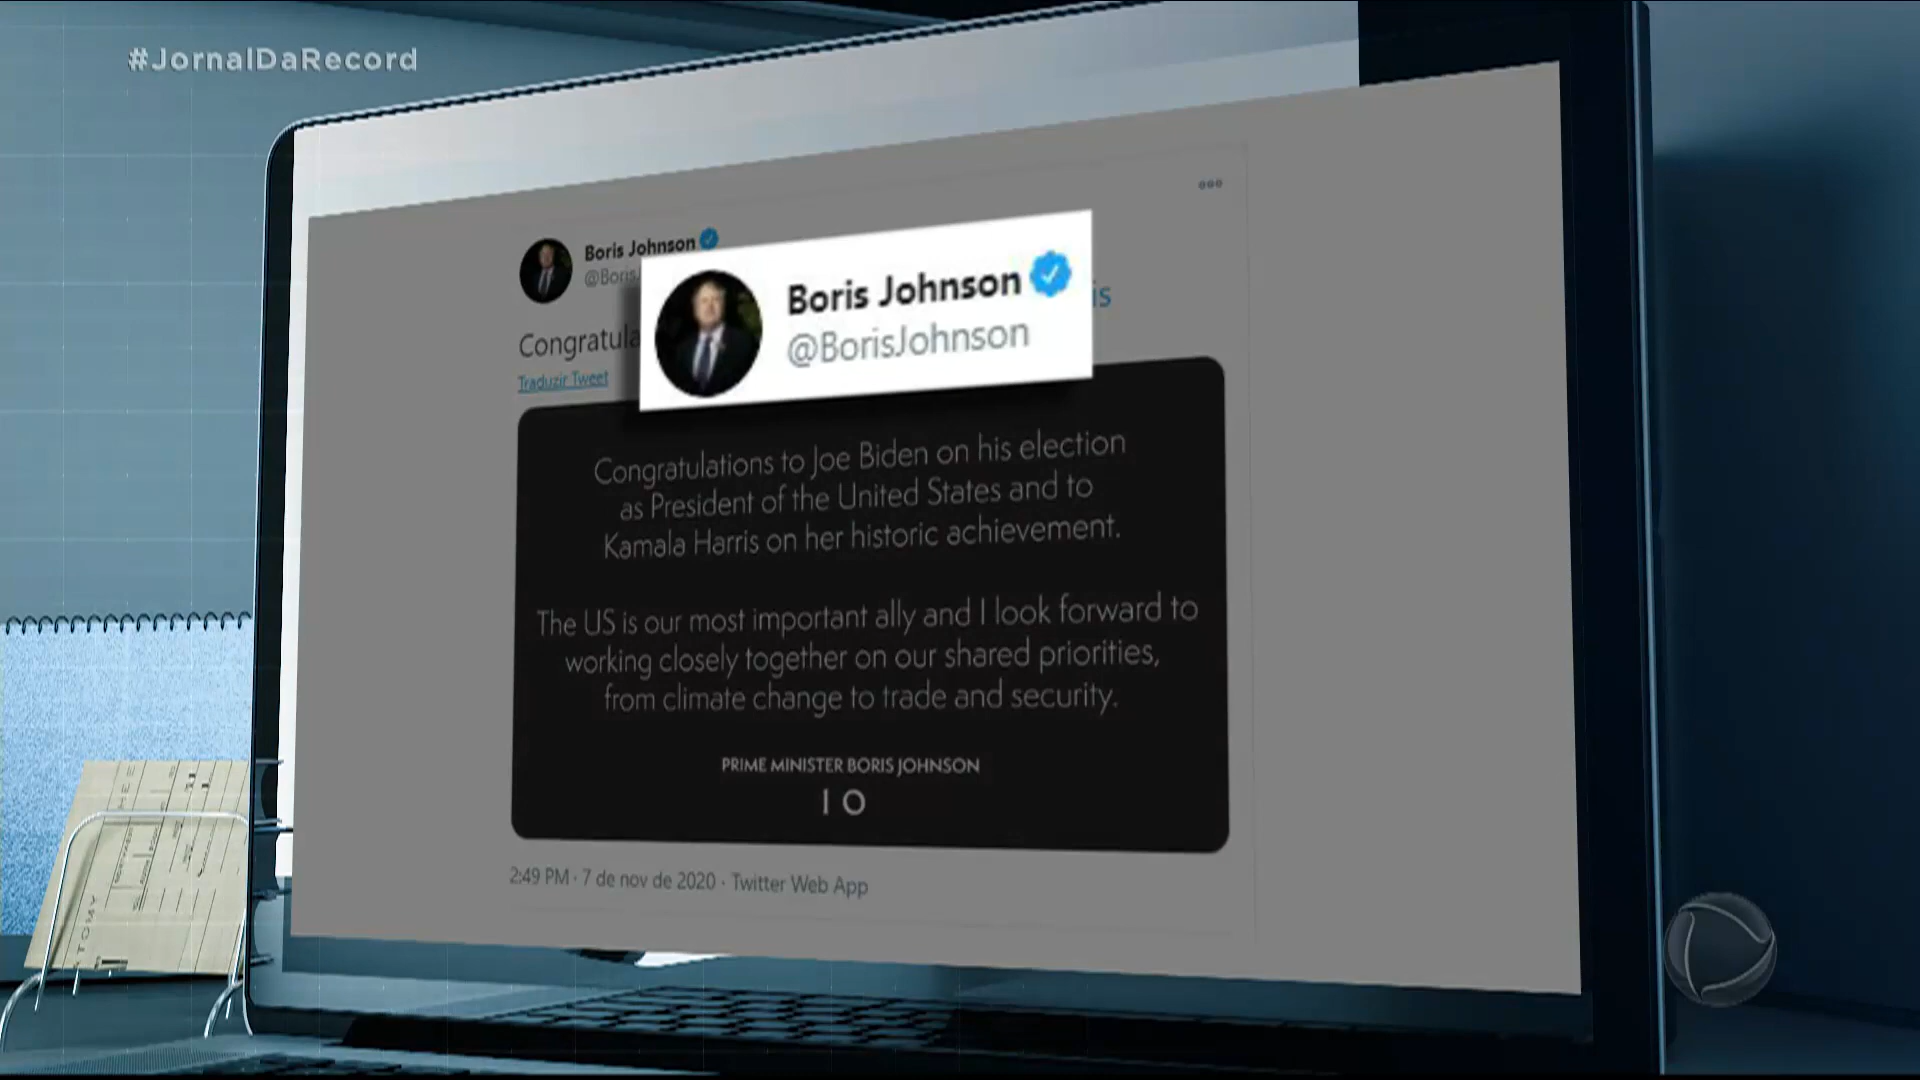 #JornalDaRecord
Boris Johnson
@Boris
Boris Johnson
@BorisJohnson
is
Congratula
Traduzir Tweet
Congratulations to Joe Biden on his election
as President of the United States and to
Kamala Harris on her historic achievement.
The US is our most important ally and I look forward to
working closely together on our shared priorities,
from climate change to trade and security.
PRIME MINISTER BORIS JOHNSON
10
2:49 PM · 7 de nov de 2020 · Twitter Web App